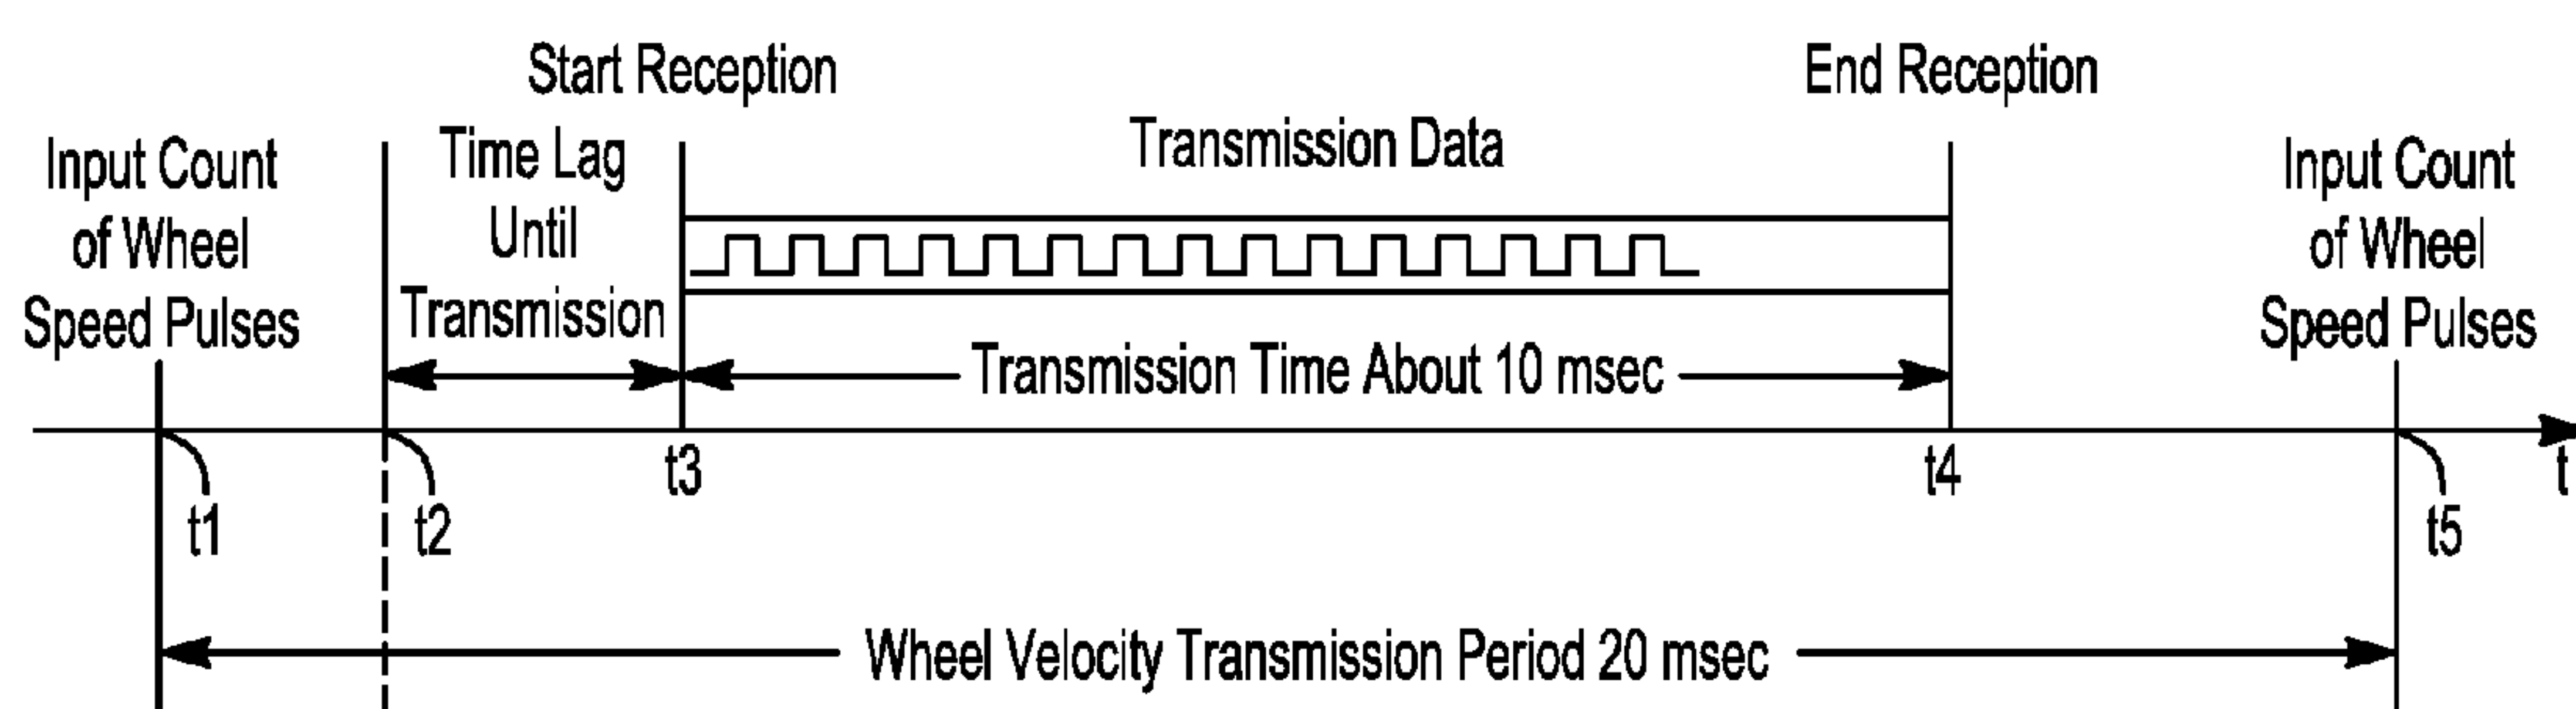 Start Reception
End Reception
Input Count
of Wheel
Speed Pulses
Time Lag
Until
Transmission
Transmission Data
Input Count
of Wheel
Speed Pulses
Transmission Time About 10 msec
t1
t2
t3
t4
t5
t
Wheel Velocity Transmission Period 20 msec